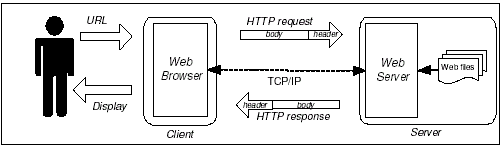 URL
Display
Web
Browser
Client
HTTP request
body
header
TCP/IP
header
body
HTTP response
Web
Server
Web files
Server